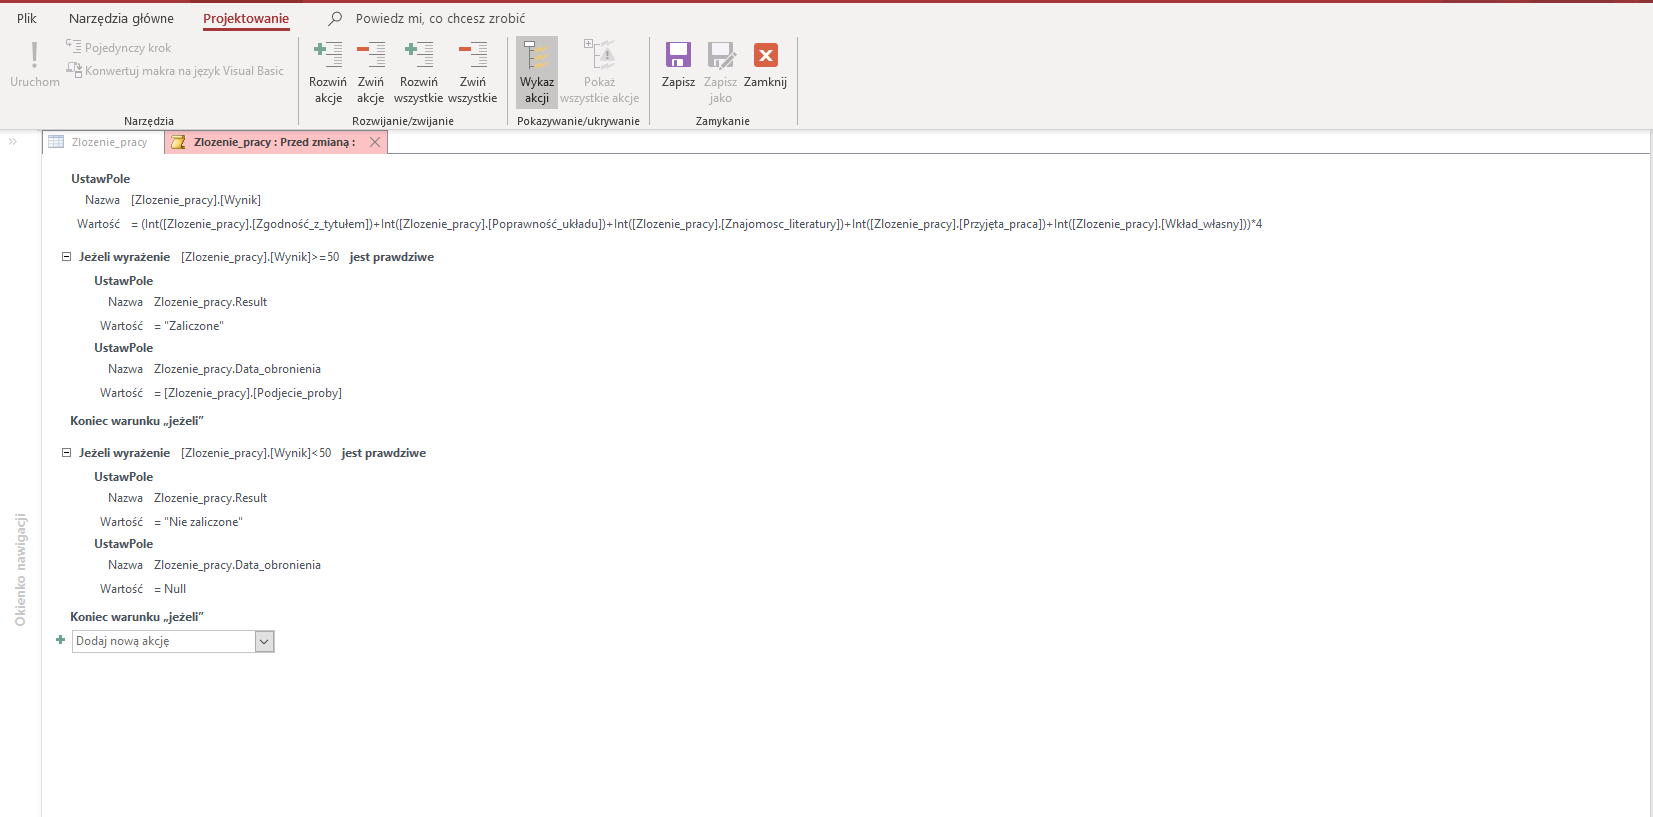 Plik Narzędzia główne Projektowanie Powiedz mi, co chcesz zrobić
Uruchom
Pojedynczy krok
Konwertuj makra na język Visual Basic
Narzędzia
Rozwiń akcje
Zwiń akcje
Rozwiń wszystkie
Zwiń wszystkie
Rozwijanie/zwijanie
Wykaz akcji
Pokaż wszystkie akcje
Pokazywanie/ukrywanie
Zapisz
Zapisz jako
Zamknij
Zamykanie
»
Zlozenie_pracy
Zlozenie_pracy : Przed zmianą :
Okienko nawigacji
UstawPole
Nazwa [Zlozenie_pracy].[Wynik]
Wartość = (Int([Zlozenie_pracy].[Zgodność_z_tytułem])+Int([Zlozenie_pracy].[Poprawność_układu])+Int([Zlozenie_pracy].[Znajomosc_literatury])+Int([Zlozenie_pracy].[Przyjęta_praca])+Int([Zlozenie_pracy].[Wkład_własny]))*4
Jeżeli wyrażenie [Zlozenie_pracy].[Wynik]>=50 jest prawdziwe
UstawPole
Nazwa Zlozenie_pracy.Result
Wartość = "Zaliczone"
UstawPole
Nazwa Zlozenie_pracy.Data_obronienia
Wartość = [Zlozenie_pracy].[Podjecie_proby]
Koniec warunku „jeżeli”
Jeżeli wyrażenie [Zlozenie_pracy].[Wynik]<50 jest prawdziwe
UstawPole
Nazwa Zlozenie_pracy.Result
Wartość = "Nie zaliczone"
UstawPole
Nazwa Zlozenie_pracy.Data_obronienia
Wartość = Null
Koniec warunku „jeżeli”
Dodaj nową akcję